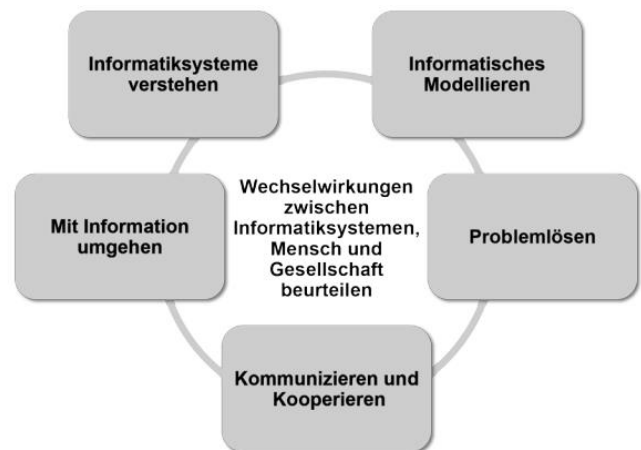 Informatiksysteme
verstehen
Informatisches
Modellieren
Mit Information
umgehen
Wechselwirkungen
zwischen
Informatiksystemen,
Mensch und
Gesellschaft
beurteilen
Problemlösen
Kommunizieren und
Kooperieren